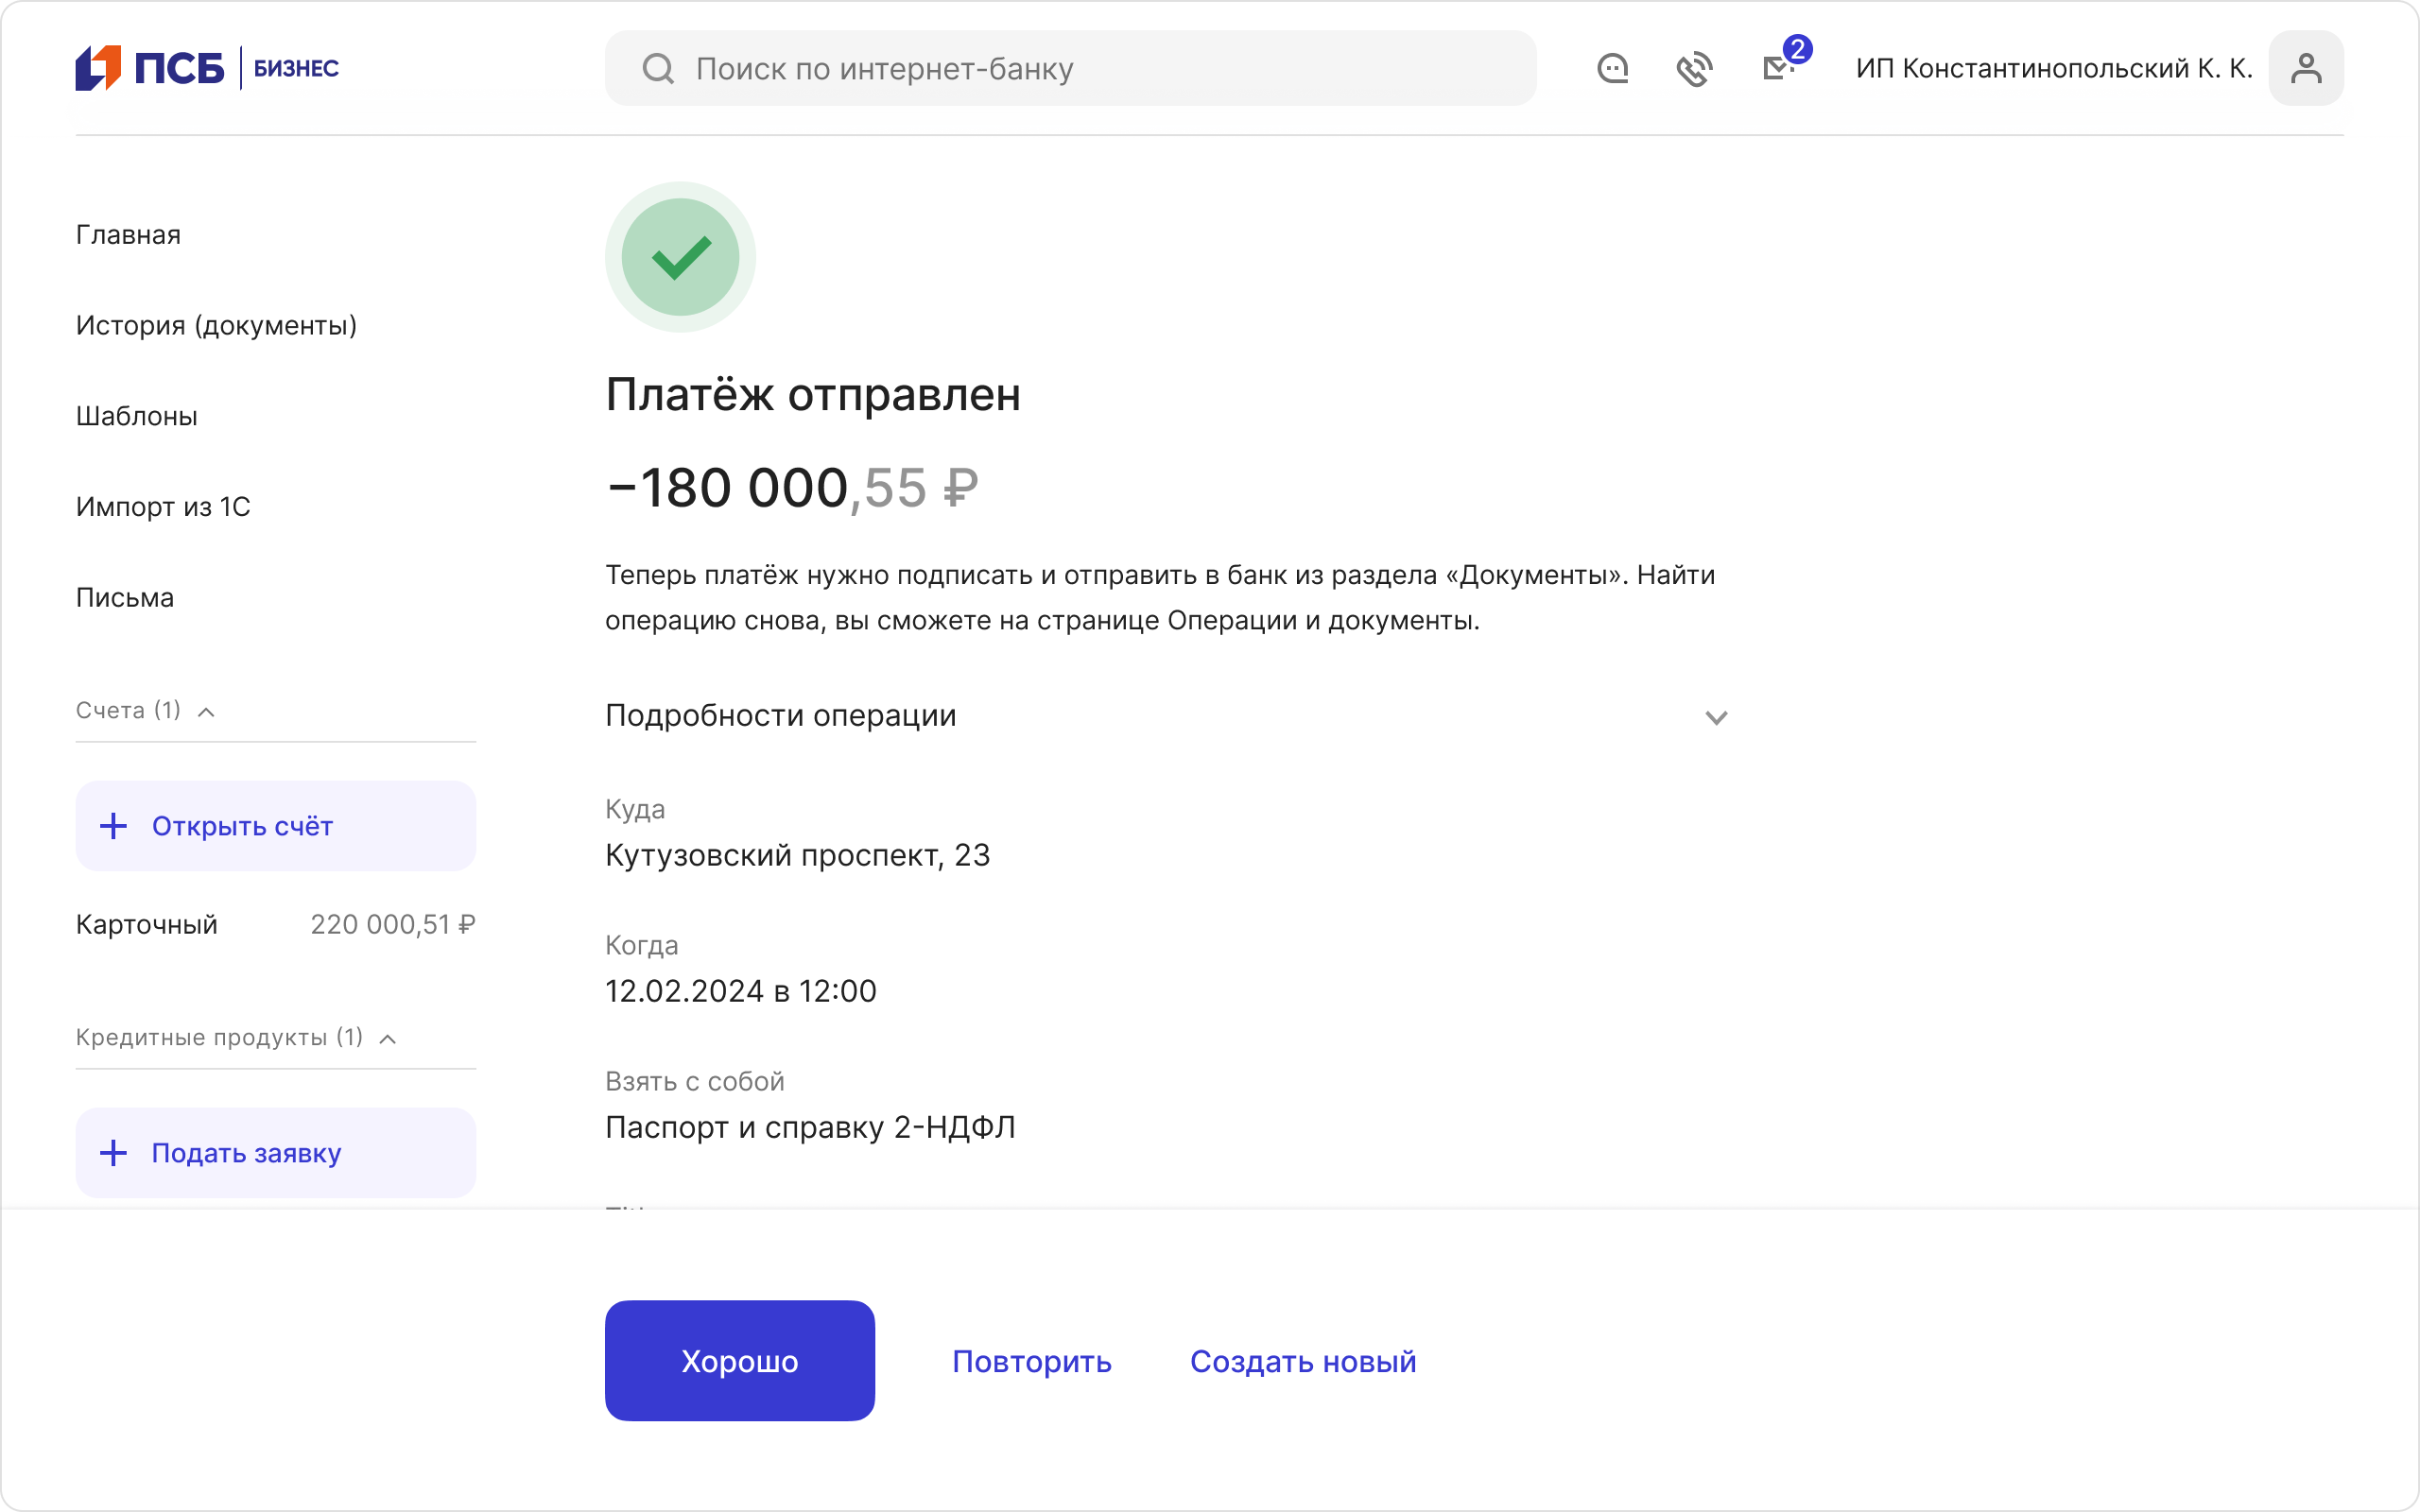 ПСБ БИЗНЕС
Поиск по интернет-банку
2
ИП Константинопольский К. К.
Главная
История (документы)
Шаблоны
Импорт из 1С
Письма
Счета (1)
Открыть счёт
Карточный 220 000,51 ₽
Кредитные продукты (1)
Подать заявку
Платёж отправлен
−180 000,55 ₽
Теперь платёж нужно подписать и отправить в банк из раздела «Документы». Найти
операцию снова, вы сможете на странице Операции и документы.
Подробности операции
Куда
Кутузовский проспект, 23
Когда
12.02.2024 в 12:00
Взять с собой
Паспорт и справку 2-НДФЛ
Хорошо
Повторить
Создать новый